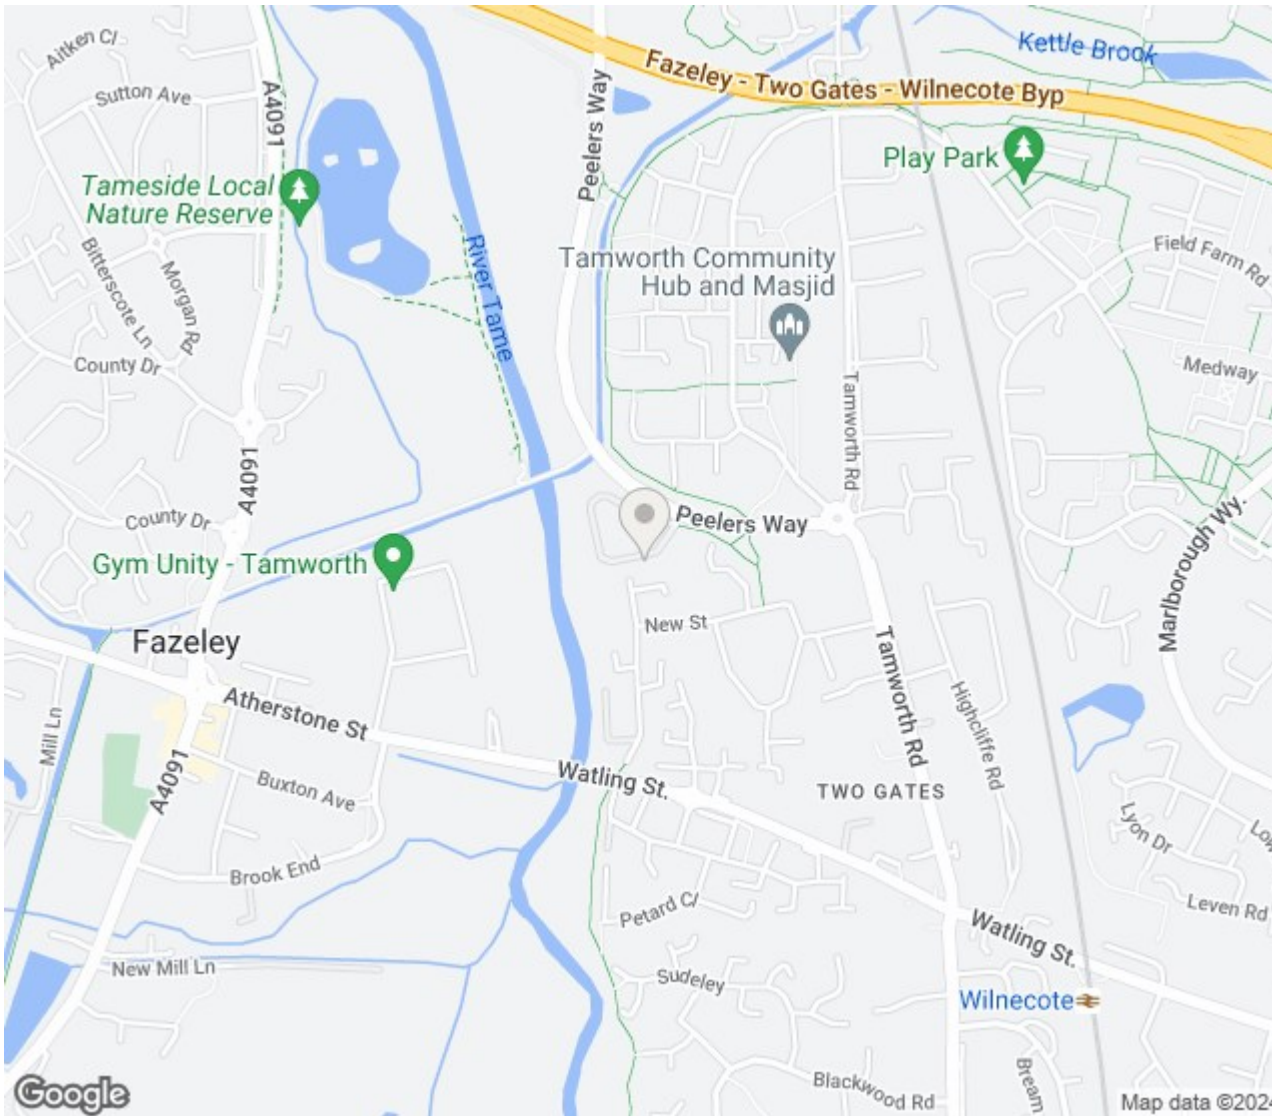 Aitken Cl
Sutton Ave
A4091
Peelers Way
Fazeley - Two Gates - Wilnecote Byp
Kettle Brook
Play Park
Tameside Local
Nature Reserve
Bitterscote Ln
Morgan Rd
River Tame
Tamworth Community
Hub and Masjid
Field Farm Rd
County Dr
Medway
Tamworth Rd
A4091
County Dr
Peelers Way
Marlborough Wy.
Gym Unity - Tamworth
New St
Fazeley
Tamworth Rd
Highcliffe Rd
Atherstone St
Mill Ln
A4091
Buxton Ave
Watling St.
TWO GATES
Lyon Dr
Low
Brook End
Petard Cl
Leven Rd
Watling St.
New Mill Ln
Sudeley
Wilnecote
Blackwood Rd
Bream
Google
Map data ©2024